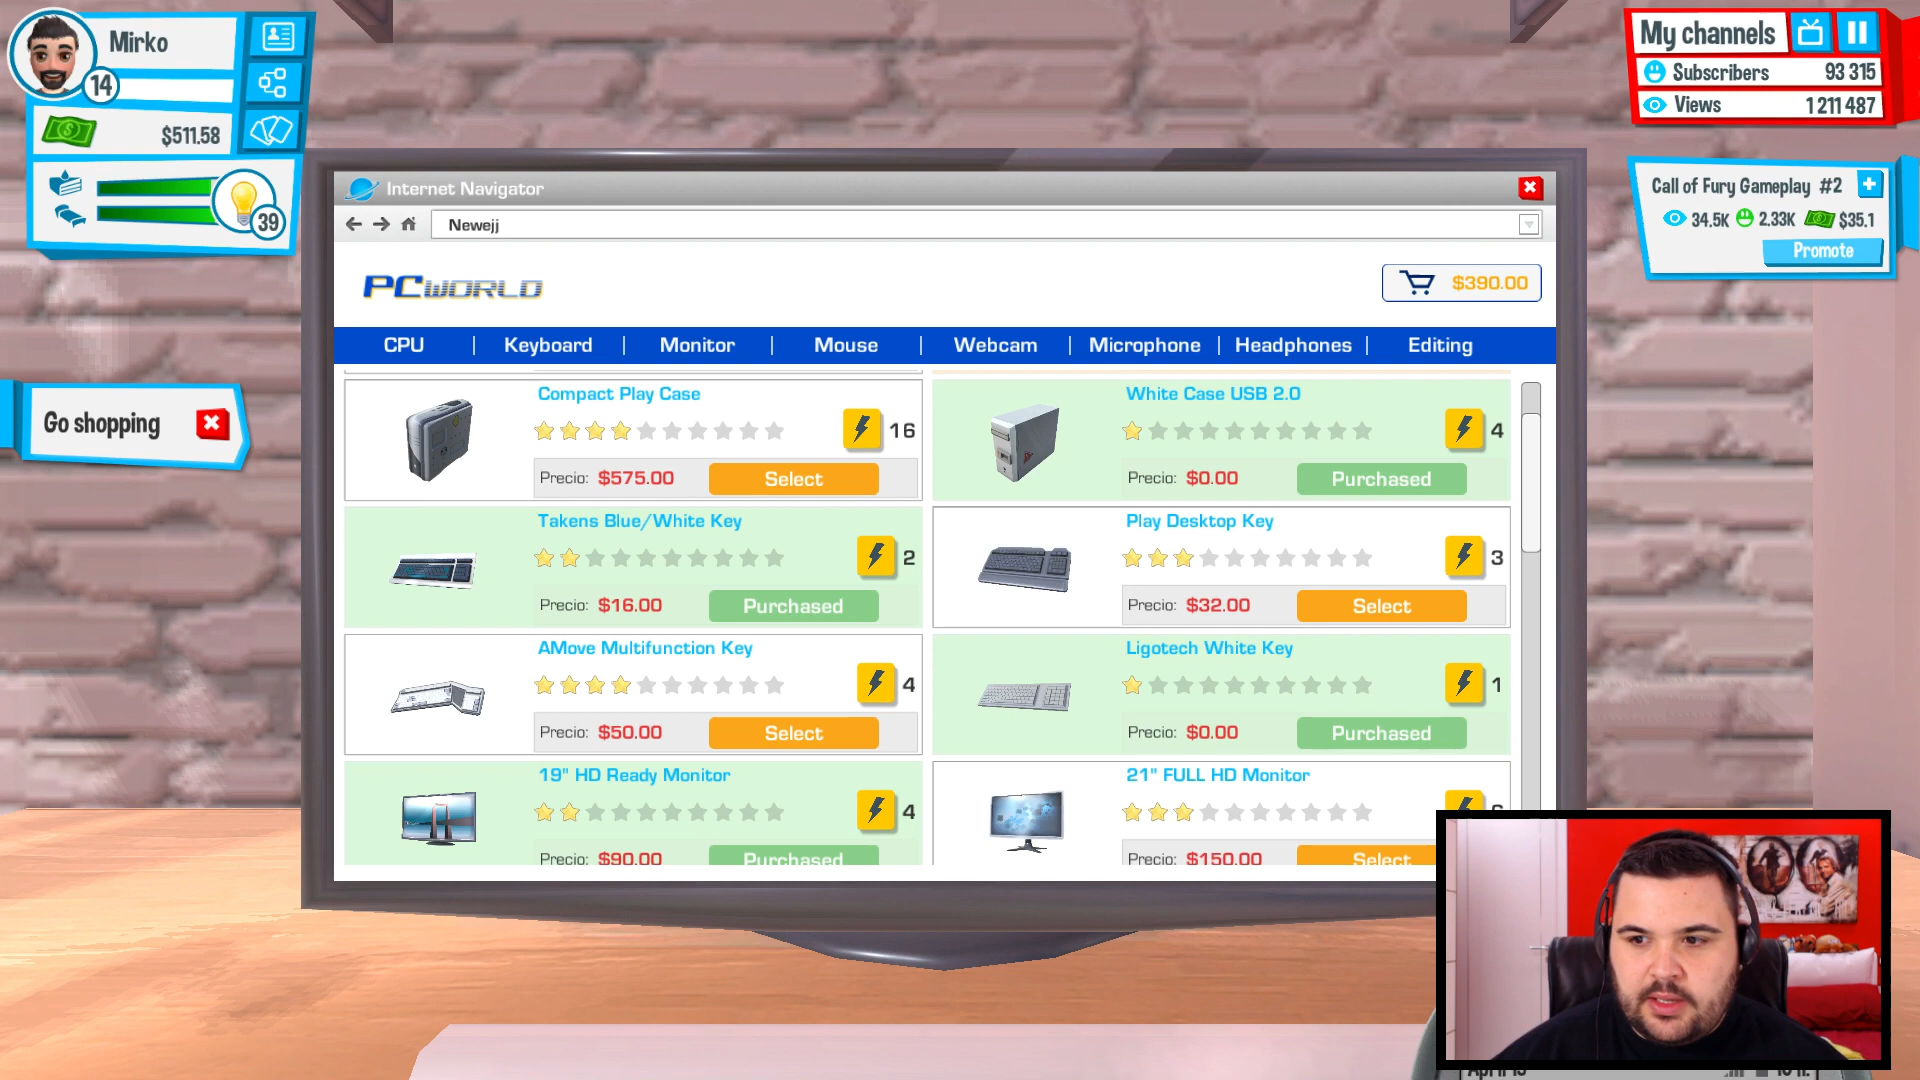 Mirko
14
$511.58
39
My channels
Subscribers 93 315
Views 1 211 487
Call of Fury Gameplay #2
34.5K 2.33K $35.1
Promote
Go shopping
Internet Navigator
Newejj
PCWORLD
$390.00
CPU Keyboard Monitor Mouse Webcam Microphone Headphones Editing
Compact Play Case
16
Precio: $575.00 Select
White Case USB 2.0
4
Precio: $0.00 Purchased
Takens Blue/White Key
2
Precio: $16.00 Purchased
Play Desktop Key
3
Precio: $32.00 Select
AMove Multifunction Key
4
Precio: $50.00 Select
Ligotech White Key
1
Precio: $0.00 Purchased
19" HD Ready Monitor
4
Precio: $90.00 Purchased
21" FULL HD Monitor
Precio: $150.00 Select